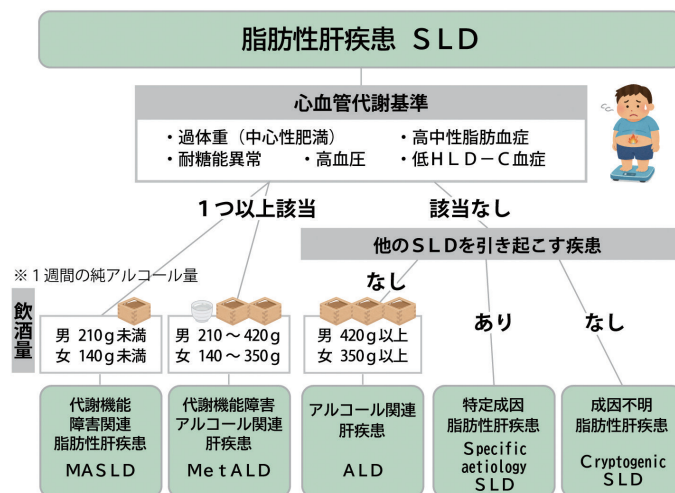 脂肪性肝疾患 SLD
心血管代謝基準
・過体重（中心性肥満）　・高中性脂肪血症
・耐糖能異常　・高血圧　・低HLD－C血症
1つ以上該当
該当なし
他のSLDを引き起こす疾患
※1週間の純アルコール量
なし
あり
なし
飲酒量
男 210g未満
女 140g未満
男 210～420g
女 140～350g
男 420g以上
女 350g以上
代謝機能
障害関連
脂肪性肝疾患
MASLD
代謝機能障害
アルコール関連
肝疾患
MetALD
アルコール関連
肝疾患
ALD
特定成因
脂肪性肝疾患
Specific
aetiology
SLD
成因不明
脂肪性肝疾患
Cryptogenic
SLD